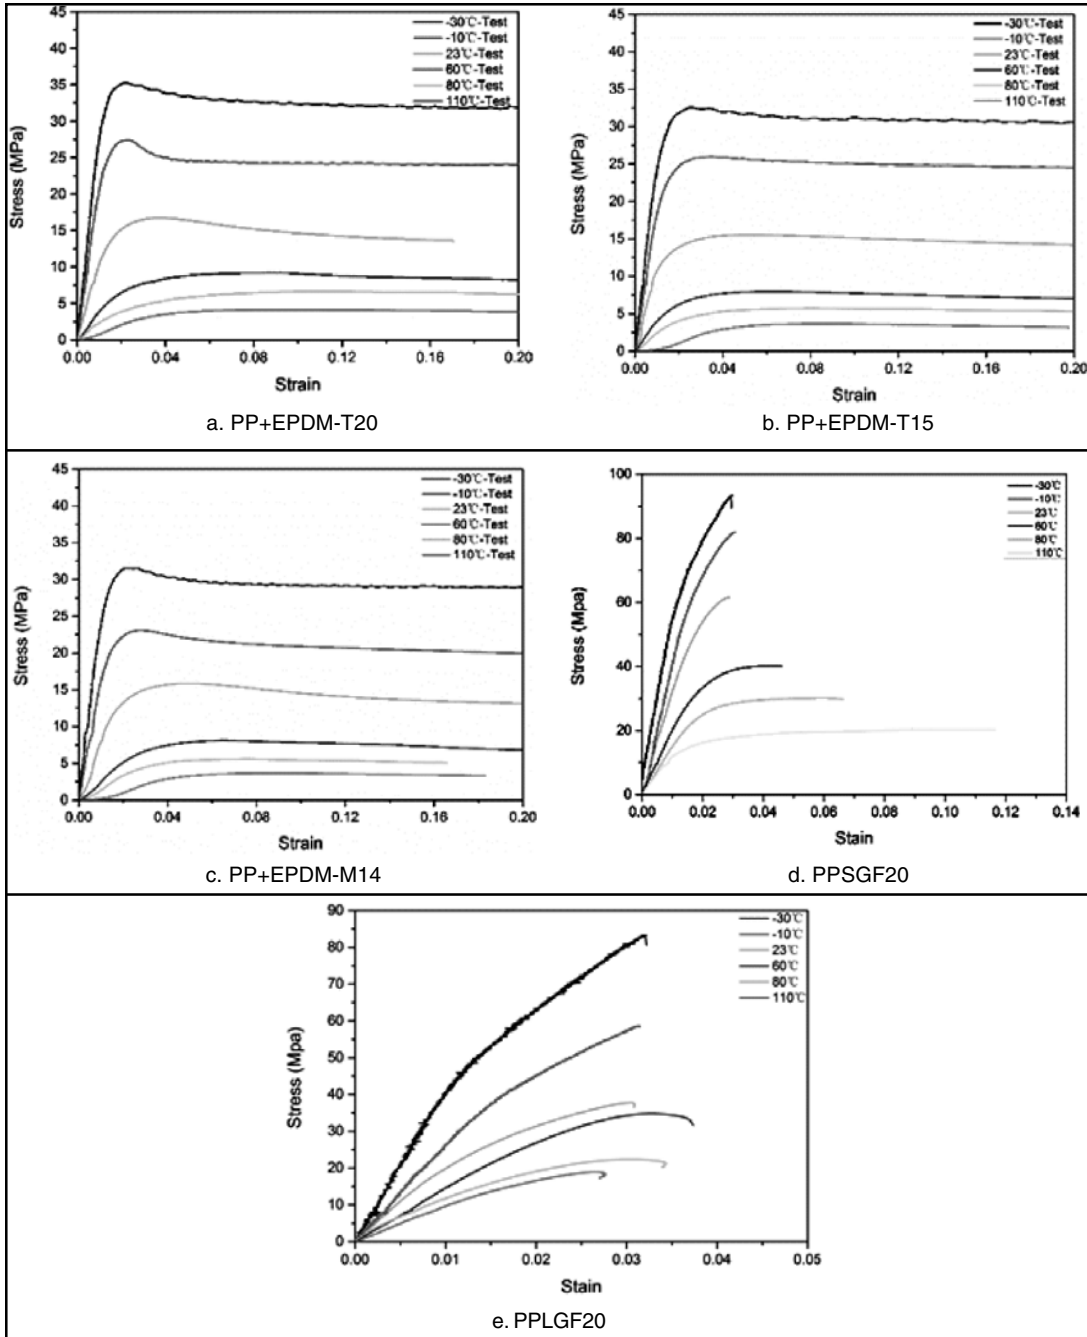 45
40
35
30
25
20
15
10
5
0
Stress (MPa)
-30℃-Test
-10℃-Test
23℃-Test
60℃-Test
80℃-Test
110℃-Test
0.00 0.04 0.08 0.12 0.16 0.20
Strain
a. PP+EPDM-T20
45
40
35
30
25
20
15
10
5
0
Stress (MPa)
-30℃-Test
-10℃-Test
23℃-Test
60℃-Test
80℃-Test
110℃-Test
0.00 0.04 0.08 0.12 0.16 0.20
Strain
b. PP+EPDM-T15
45
40
35
30
25
20
15
10
5
0
Stress (MPa)
-30℃-Test
-10℃-Test
23℃-Test
60℃-Test
80℃-Test
110℃-Test
0.00 0.04 0.08 0.12 0.16 0.20
Strain
c. PP+EPDM-M14
100
80
60
40
20
0
Stress (Mpa)
-30℃
-10℃
23℃
60℃
80℃
110℃
0.00 0.02 0.04 0.06 0.08 0.10 0.12 0.14
Stain
d. PPSGF20
90
80
70
60
50
40
30
20
10
0
Stress (Mpa)
-30℃
-10℃
23℃
60℃
80℃
110℃
0.00 0.01 0.02 0.03 0.04 0.05
Stain
e. PPLGF20